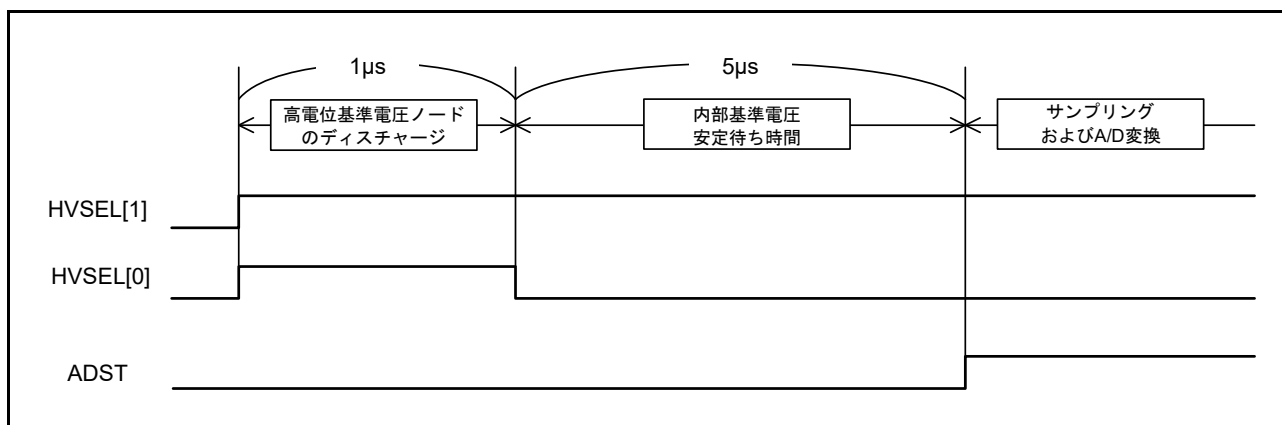 1µs
5µs
高電位基準電圧ノード
のディスチャージ
内部基準電圧
安定待ち時間
サンプリング
およびA/D変換
HVSEL[1]
HVSEL[0]
ADST